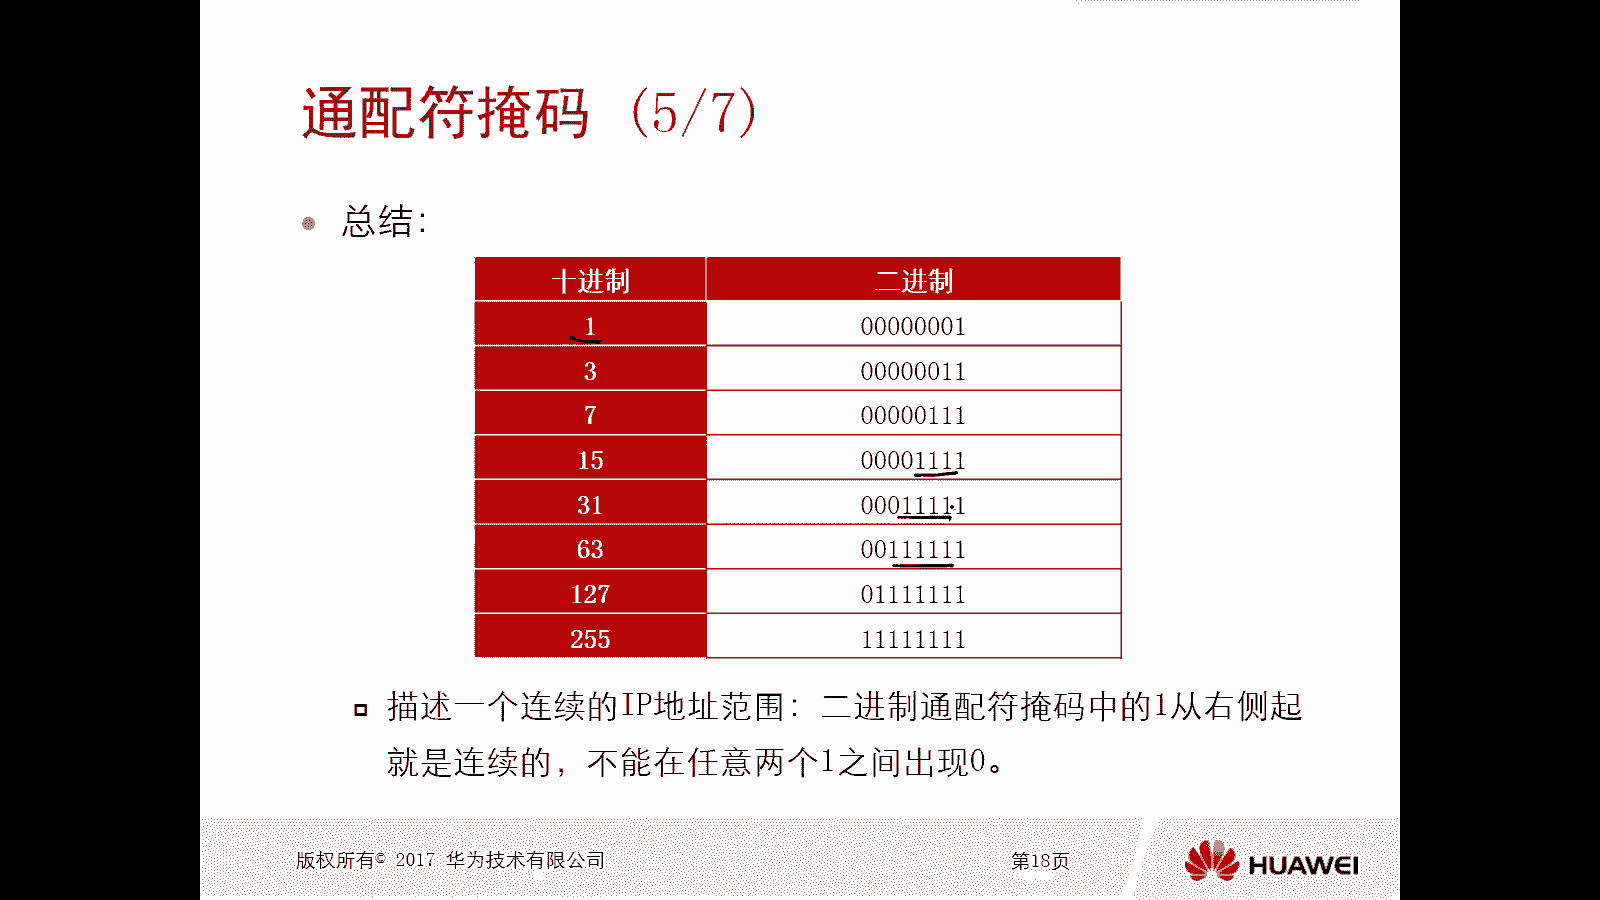 通配符掩码 (5/7)
总结：
十进制 二进制
1 00000001
3 00000011
7 00000111
15 00001111
31 00011111
63 00111111
127 01111111
255 11111111
描述一个连续的IP地址范围：二进制通配符掩码中的1从右侧起
就是连续的，不能在任意两个1之间出现0。
版权所有© 2017 华为技术有限公司 第18页 HUAWEI